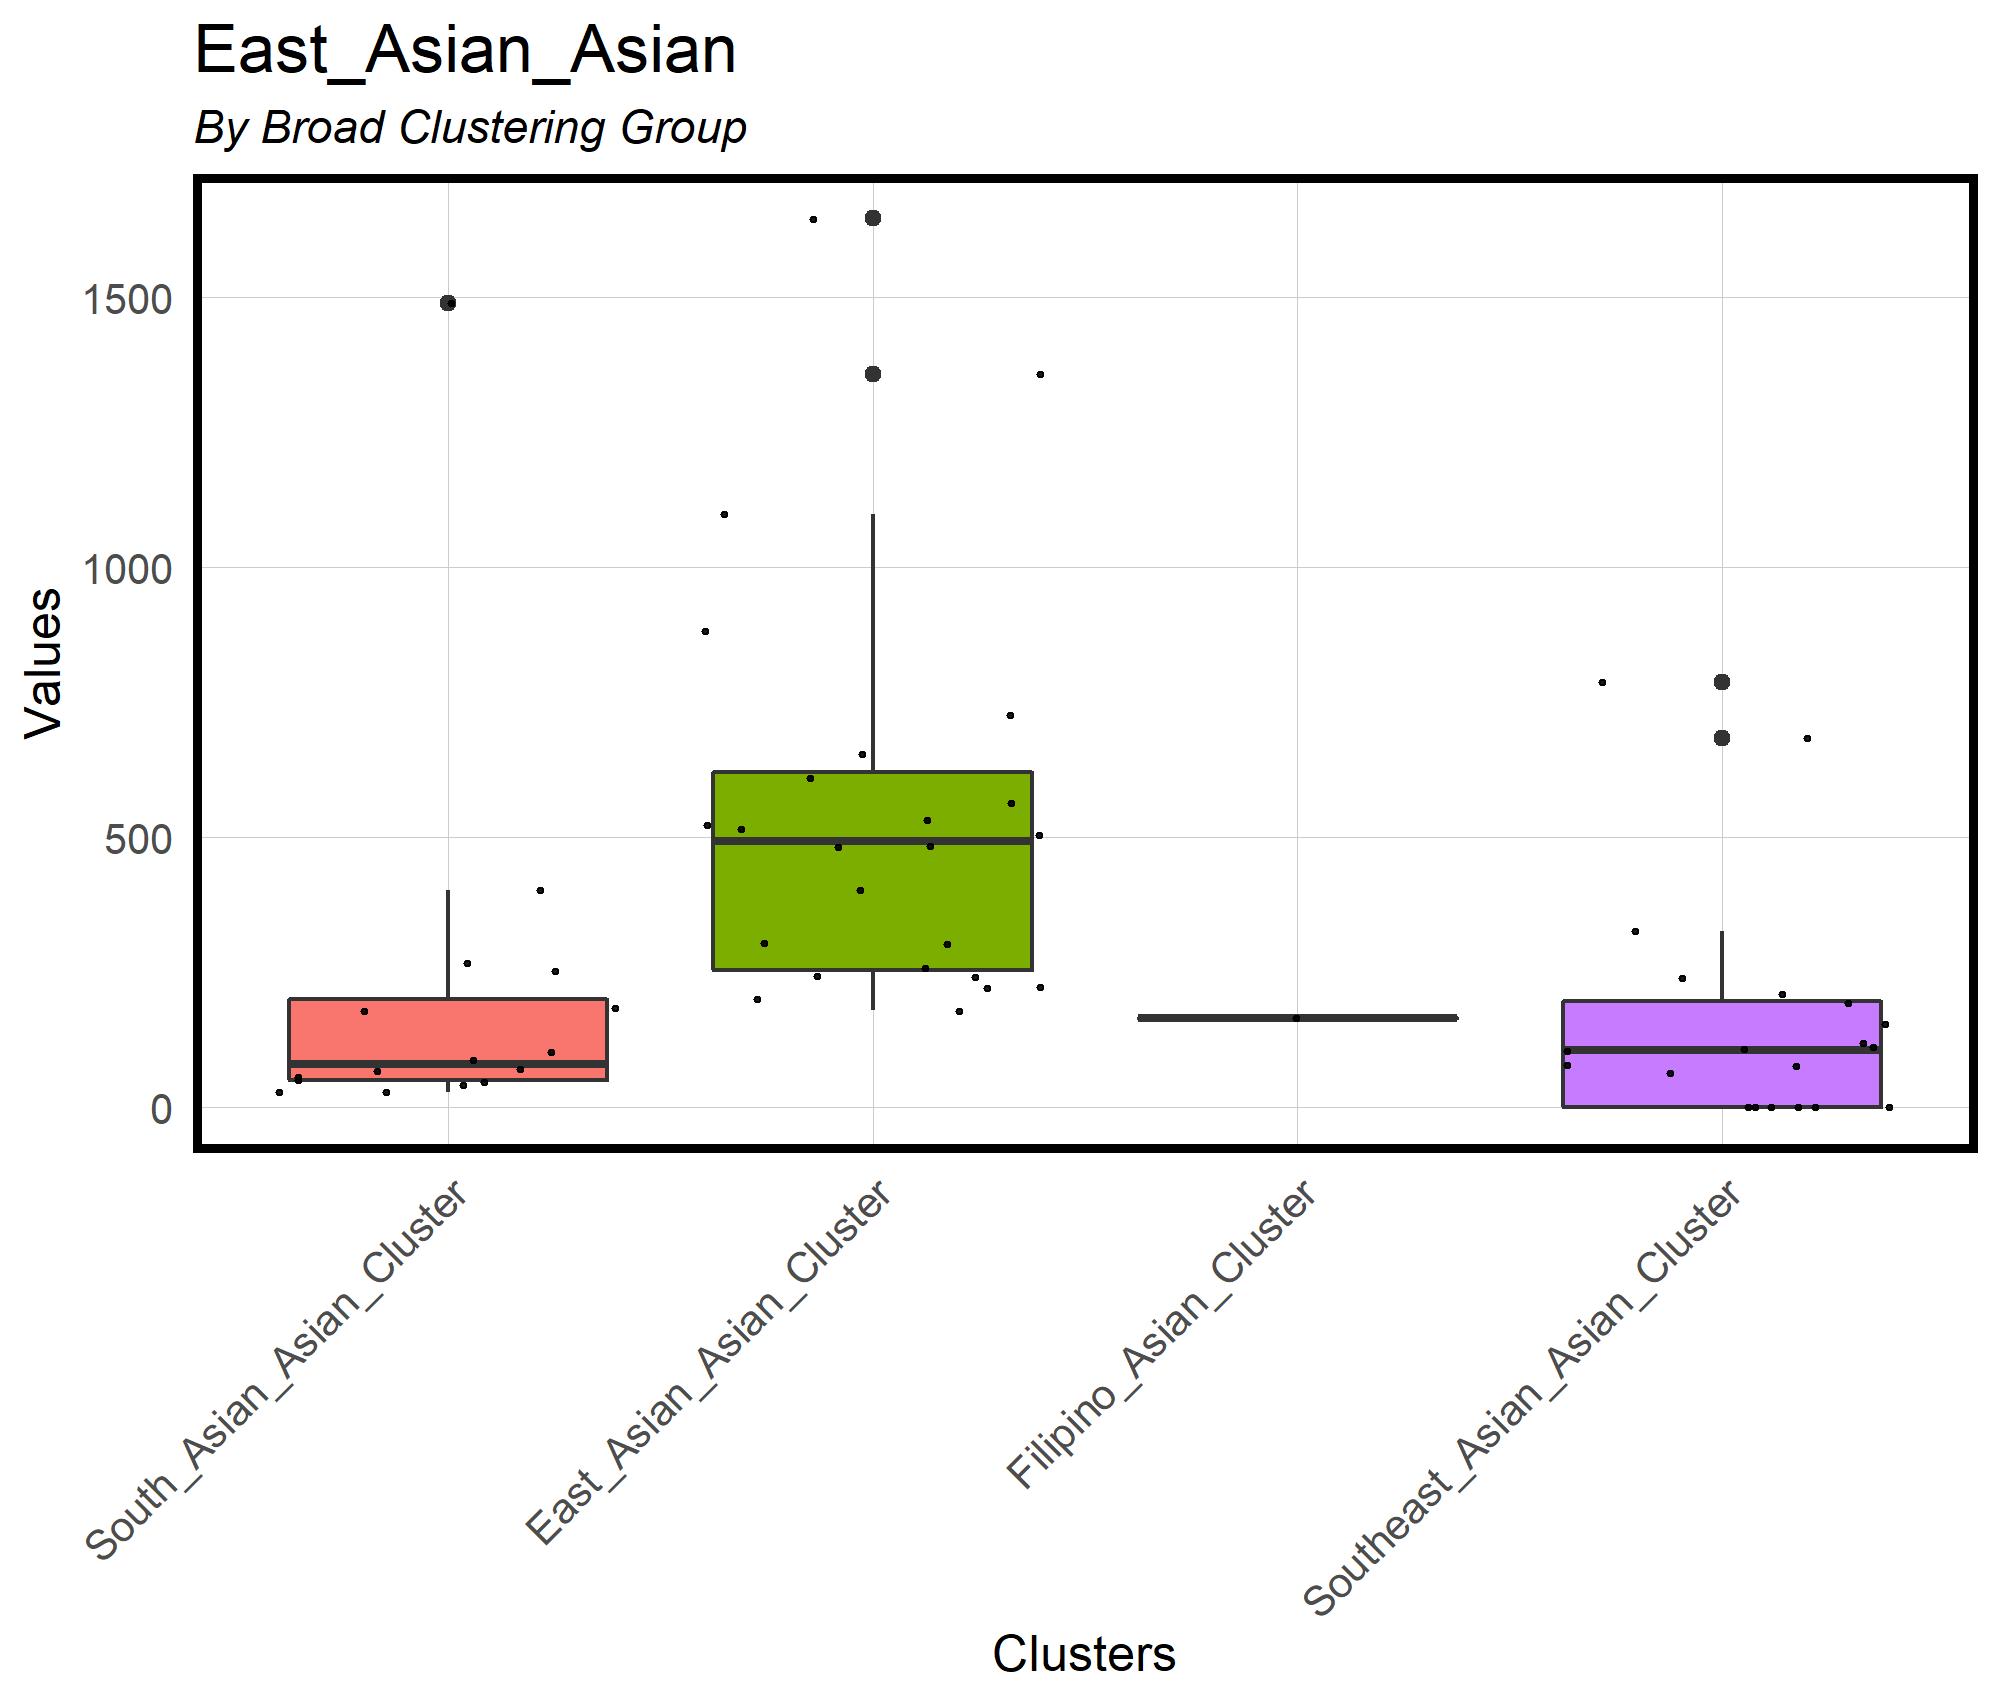 East_Asian_Asian
By Broad Clustering Group
Values
1500
1000
500
0
South_Asian_Asian_Cluster
East_Asian_Asian_Cluster
Filipino_Asian_Cluster
Southeast_Asian_Asian_Cluster
Clusters